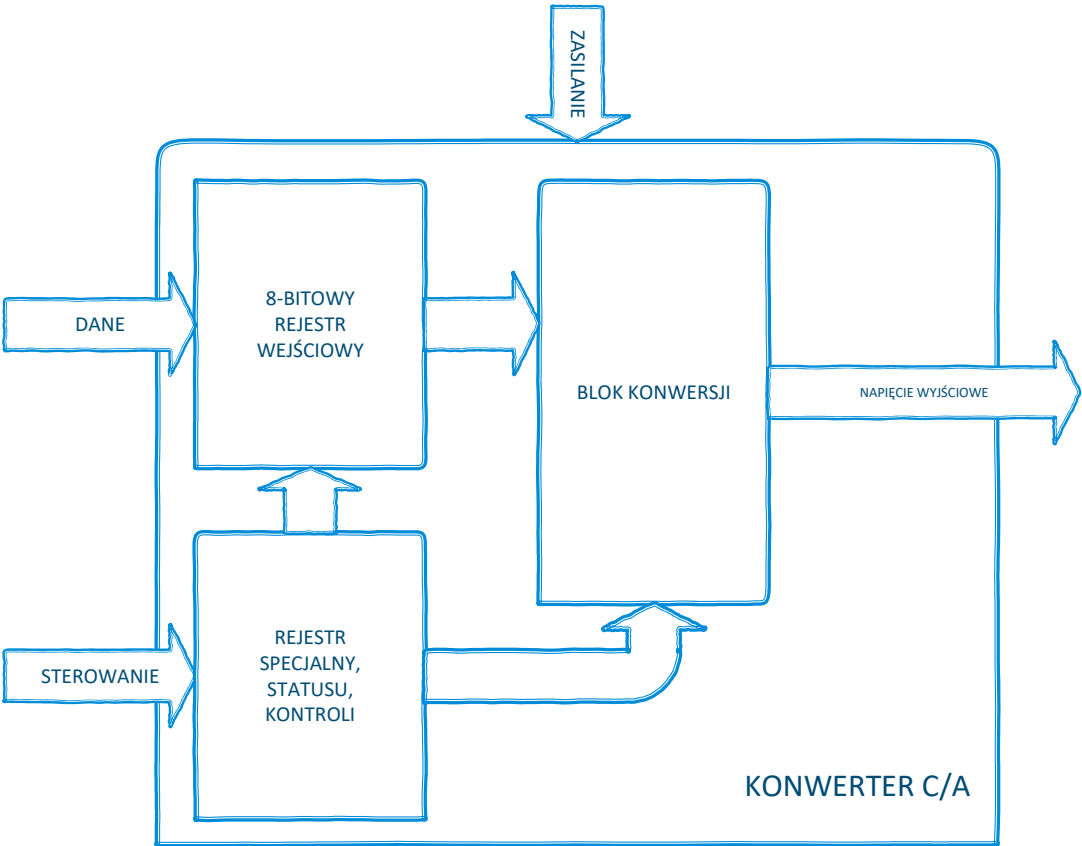 ZASILANIE
8-BITOWY
REJESTR
WEJŚCIOWY
DANE
BLOK KONWERSJI
NAPIĘCIE WYJŚCIOWE
REJESTR
SPECJALNY,
STATUSU,
KONTROLI
STEROWANIE
KONWERTER C/A